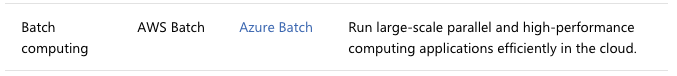 Batch computing
AWS Batch
Azure Batch
Run large-scale parallel and high-performance
computing applications efficiently in the cloud.